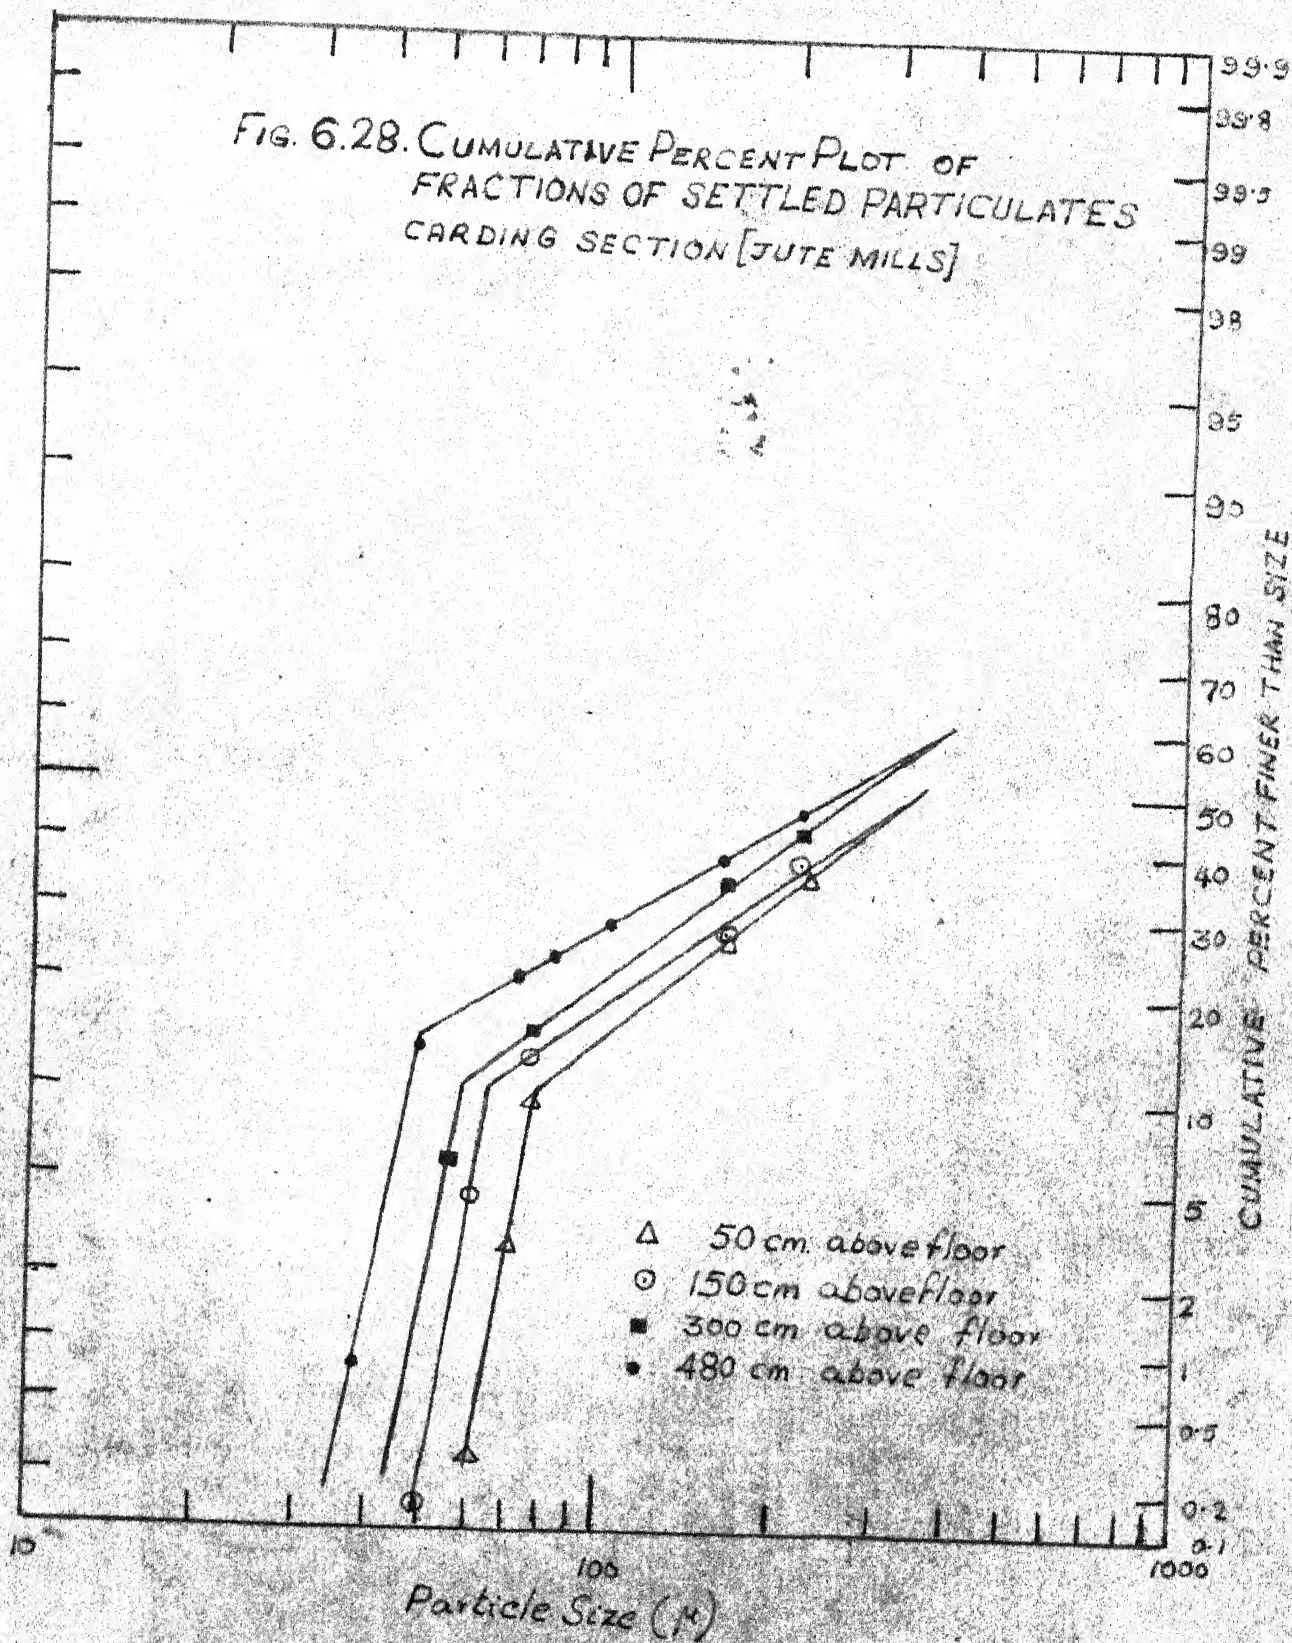 FIG. 6.28. CUMULATIVE PERCENT PLOT OF
FRACTIONS OF SETTLED PARTICULATES
CARDING SECTION [JUTE MILLS]
99.9
99.8
99.5
99
98
95
90
80
70
60
50
40
30
20
10
5
2
1
0.5
0.2
0.1
CUMULATIVE PERCENT FINER THAN SIZE
△ 50 cm. above floor
⊙ 150 cm above floor
■ 300 cm above floor
• 480 cm above floor
10
100
1000
Particle Size (μ)